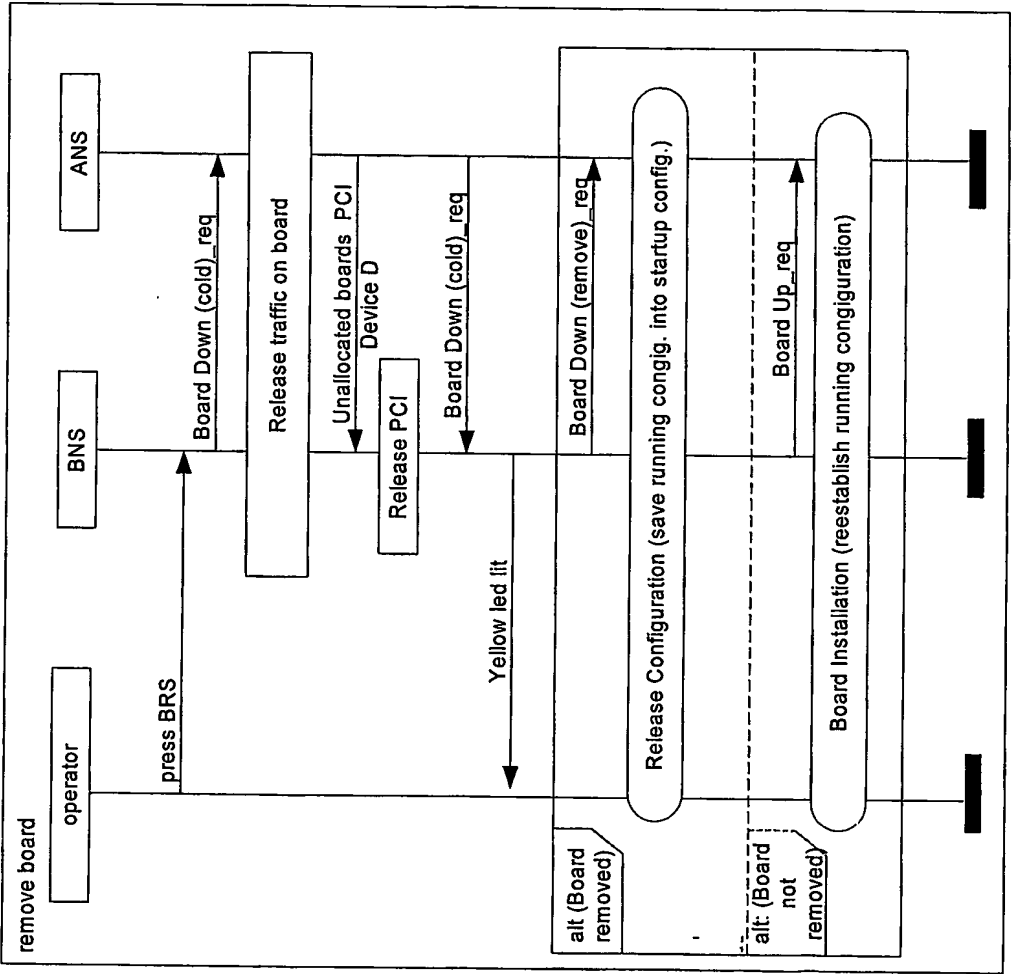 remove board
operator
BNS
ANS
press BRS
Board Down (cold)_req
Release traffic on board
Unallocated boards PCI
Device D
Release PCI
Board Down (cold)_req
Yellow led lit
alt (Board
removed)
Board Down (remove)_req
Release Configuration (save running congig. into startup config.)
alt: (Board
not
removed)
Board Up_req
Board Installation (reestablish running congiguration)